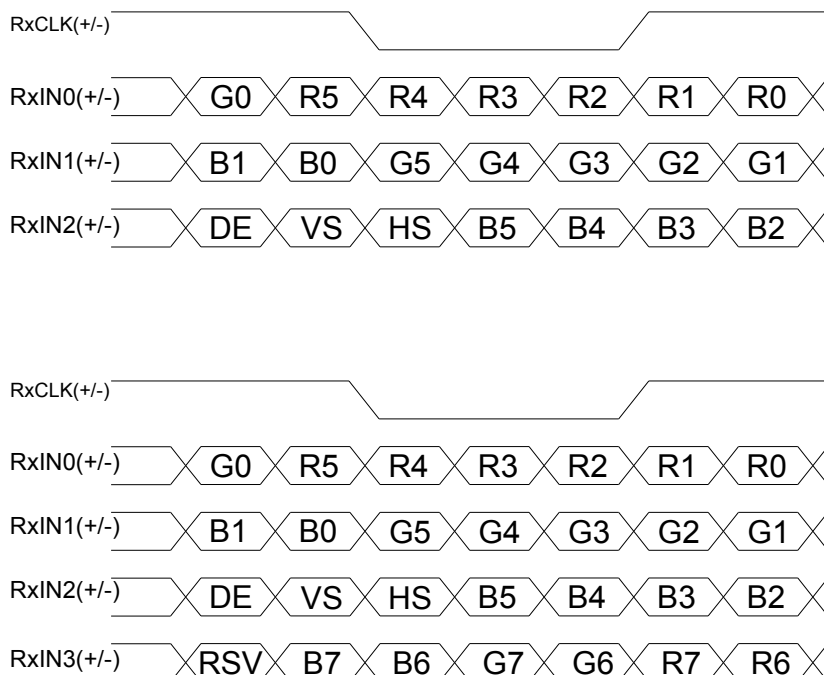 RxCLK(+/-)
RxIN0(+/-) G0 R5 R4 R3 R2 R1 R0
RxIN1(+/-) B1 B0 G5 G4 G3 G2 G1
RxIN2(+/-) DE VS HS B5 B4 B3 B2
RxCLK(+/-)
RxIN0(+/-) G0 R5 R4 R3 R2 R1 R0
RxIN1(+/-) B1 B0 G5 G4 G3 G2 G1
RxIN2(+/-) DE VS HS B5 B4 B3 B2
RxIN3(+/-) RSV B7 B6 G7 G6 R7 R6